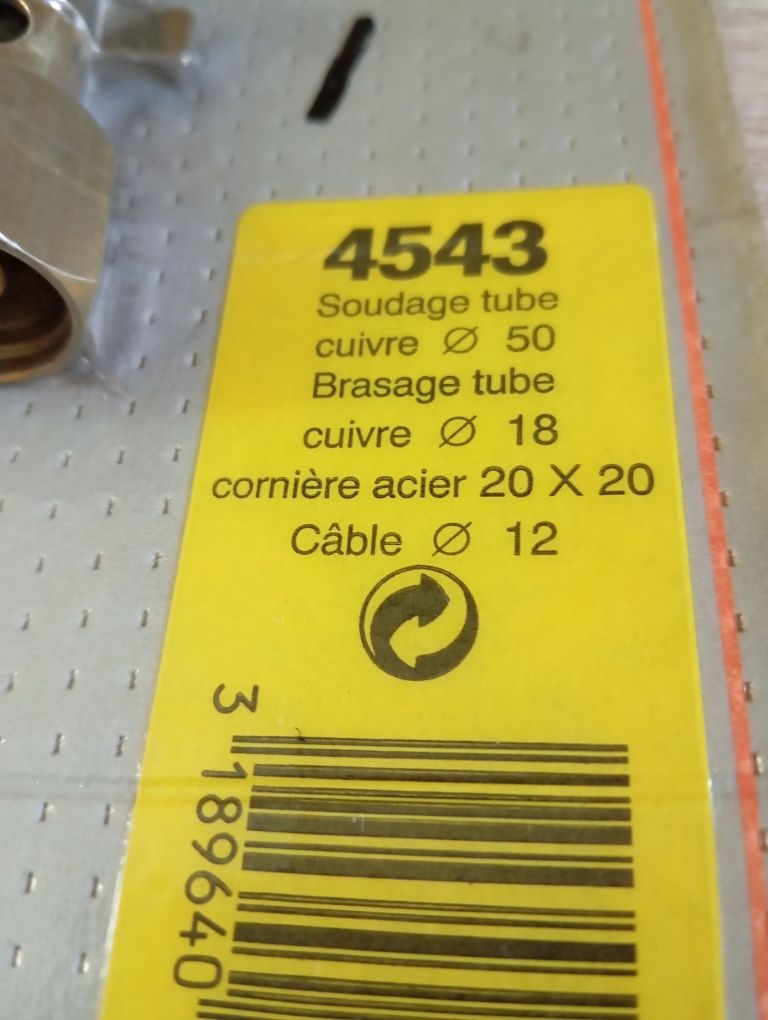 4543
Soudage tube
cuivre Ø 50
Brasage tube
cuivre Ø 18
cornière acier 20 X 20
Câble Ø 12
3 189640